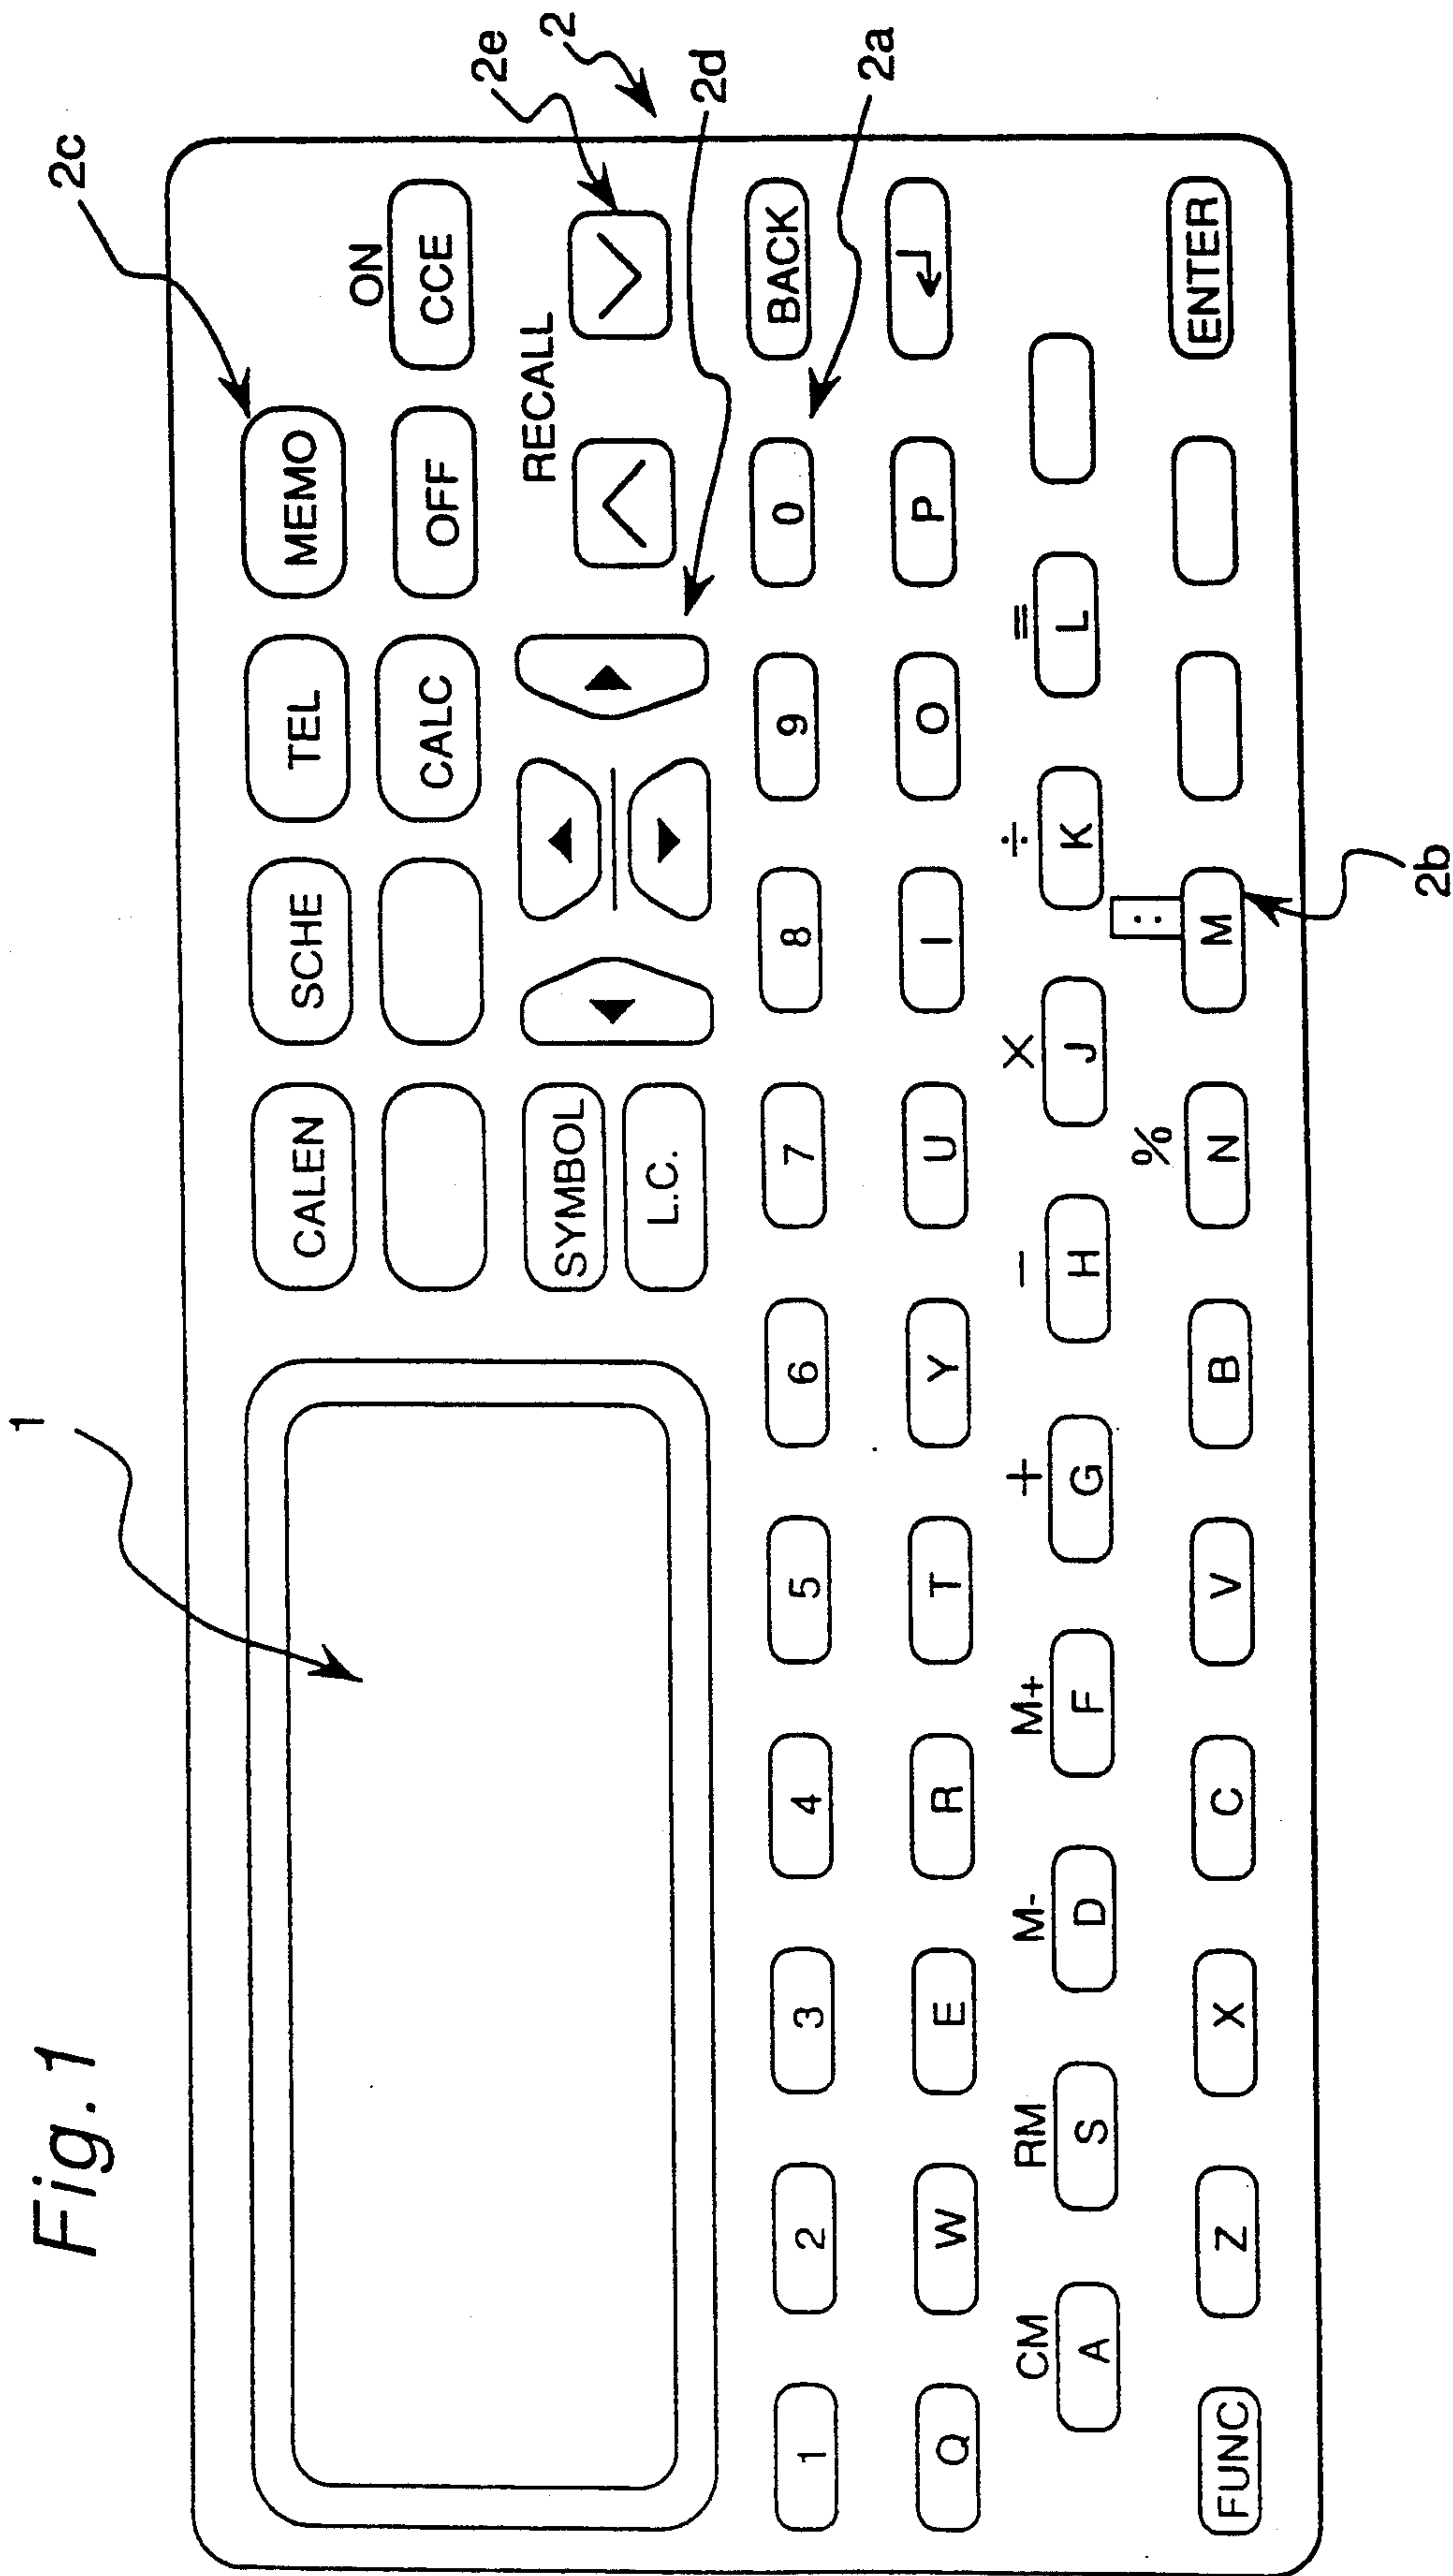 Fig.1
1
2c
CALEN SCHE TEL MEMO
ON
CALC OFF CCE
2e
2
RECALL
SYMBOL
L.C.
2d
1 2 3 4 5 6 7 8 9 0 BACK
2a
Q W E R T Y U I O P
CM RM M- M+ + − × ÷ =
A S D F G H J K L
% :
FUNC Z X C V B N M ENTER
2b